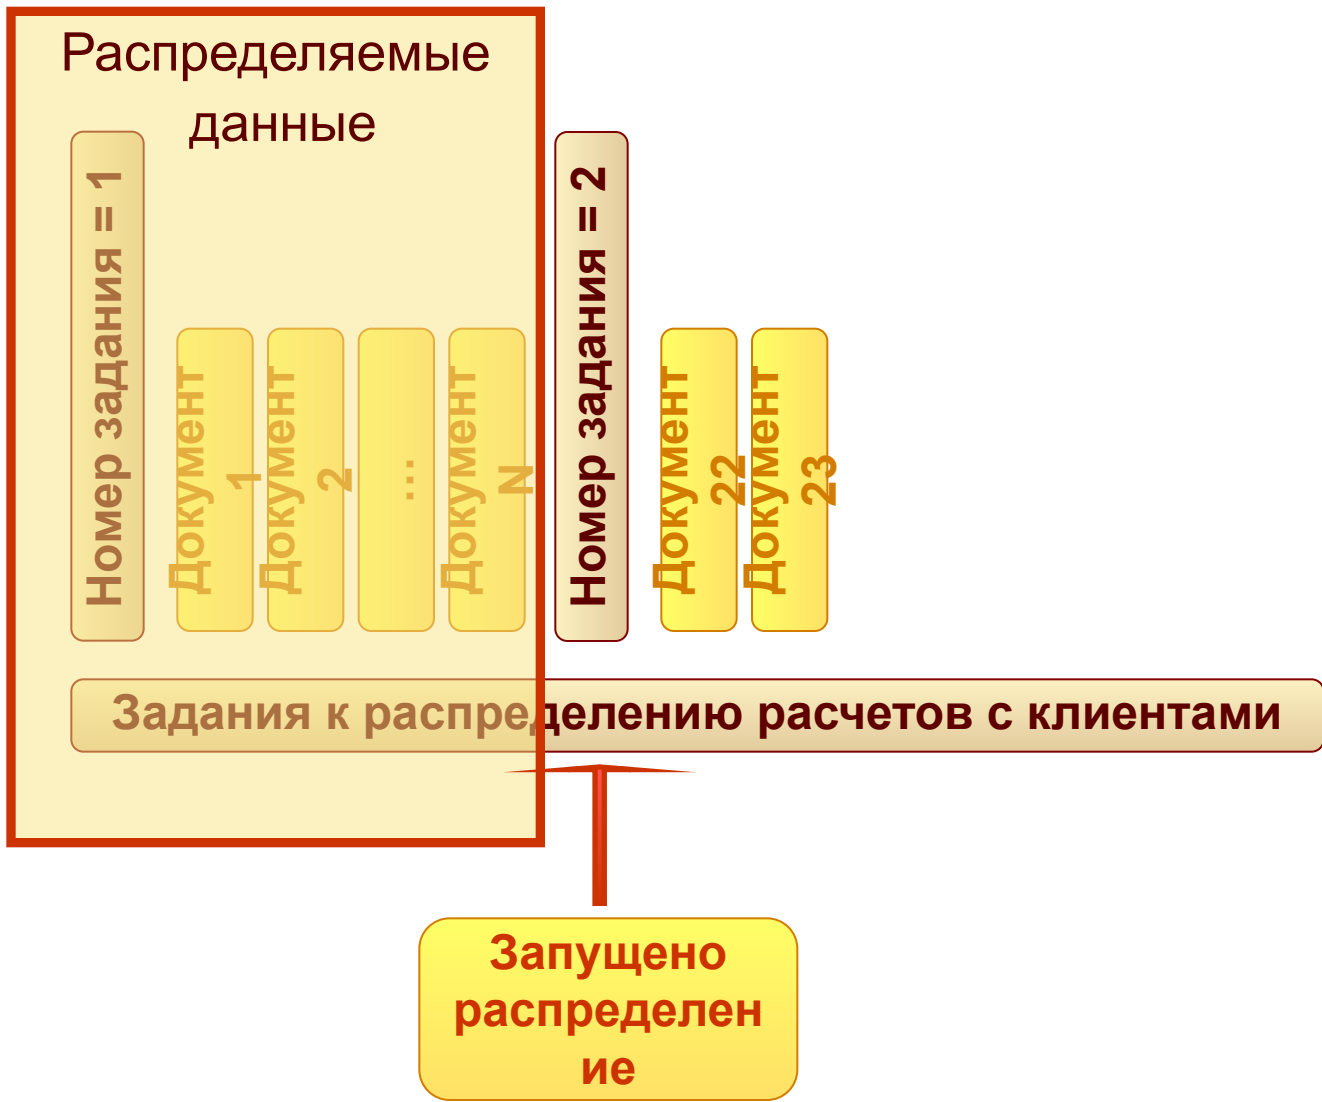 Распределяемые
данные
Номер задания = 1
Документ
1
Документ
2
...
Документ
N
Номер задания = 2
Документ
22
Документ
23
Задания к распределению расчетов с клиентами
Запущено
распределен
ие